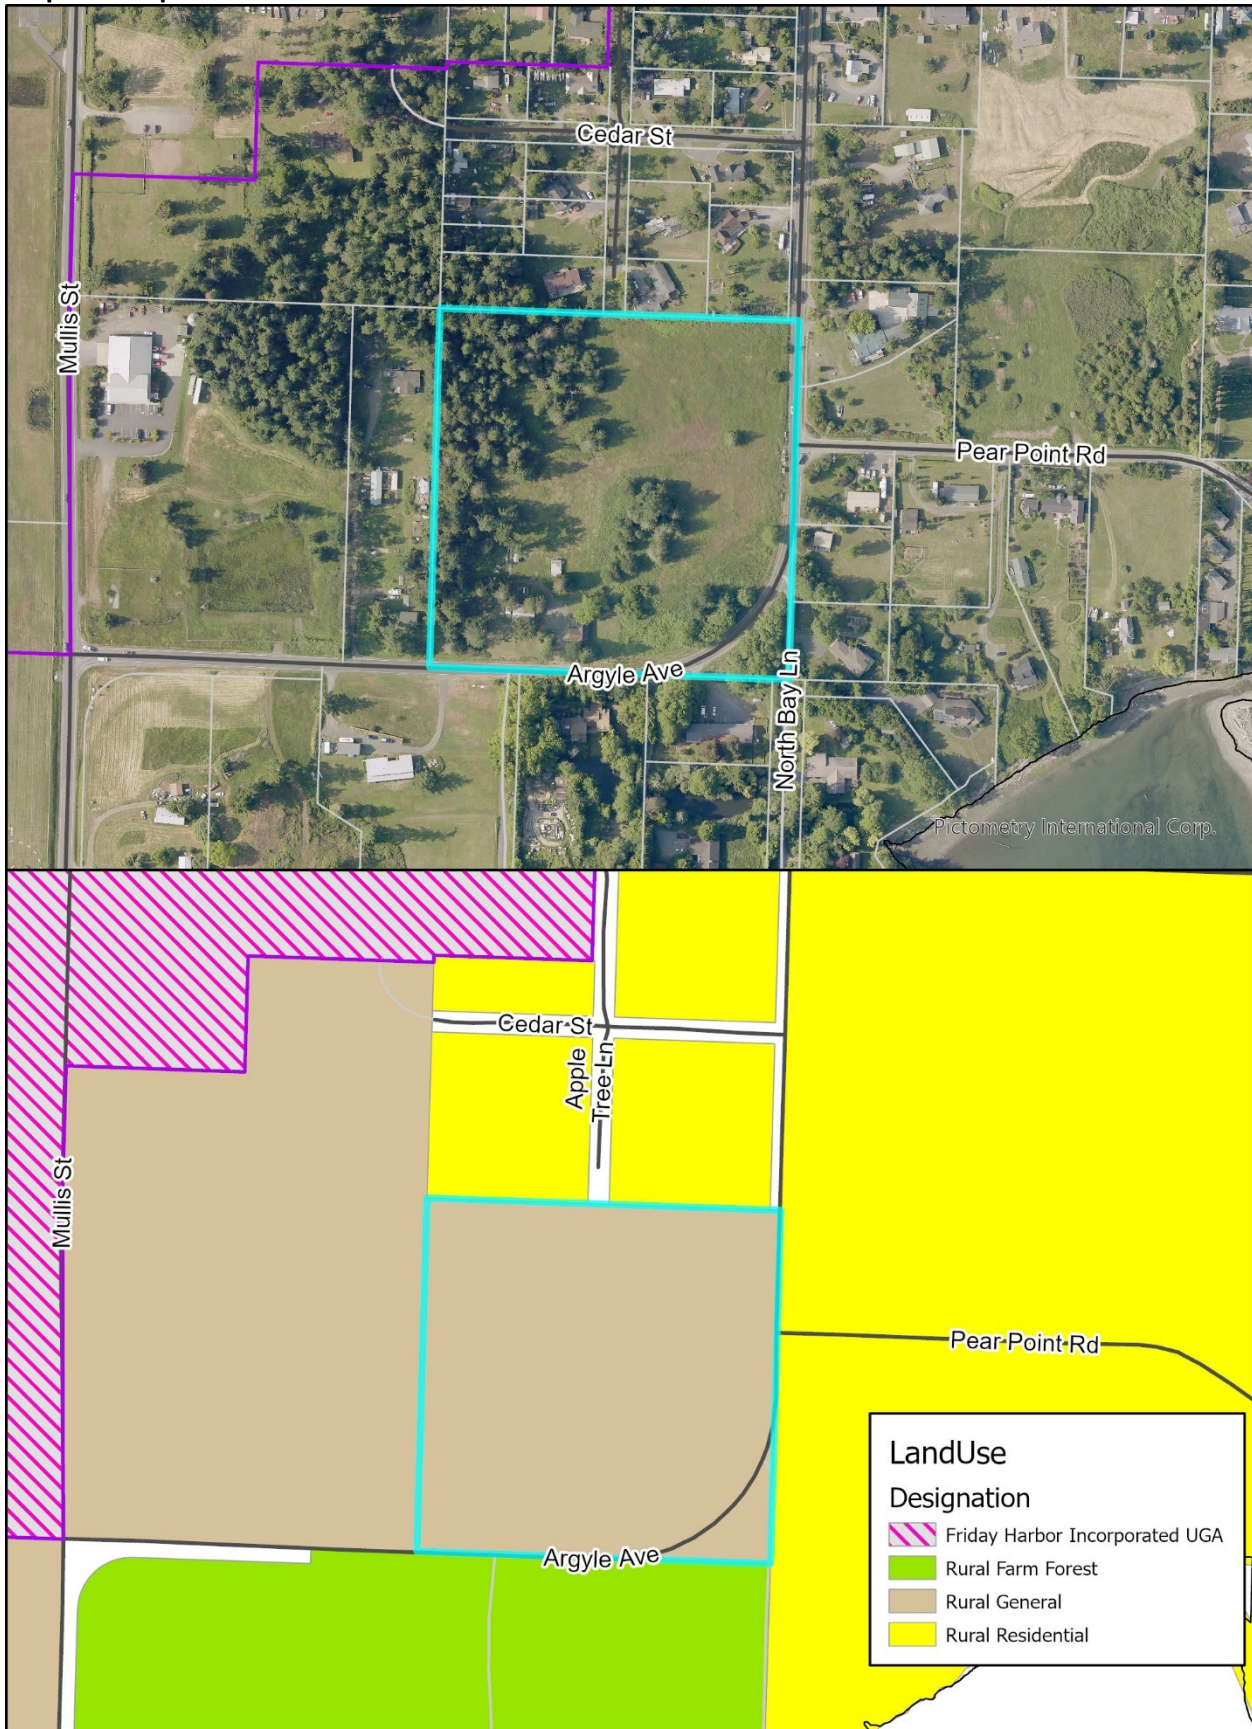 Cedar St
Mullis St
Pear Point Rd
Argyle Ave
North Bay Ln
Pictometry International Corp.
Cedar St
Apple
Tree Ln
Mullis St
Pear Point Rd
Argyle Ave
LandUse
Designation
Friday Harbor Incorporated UGA
Rural Farm Forest
Rural General
Rural Residential